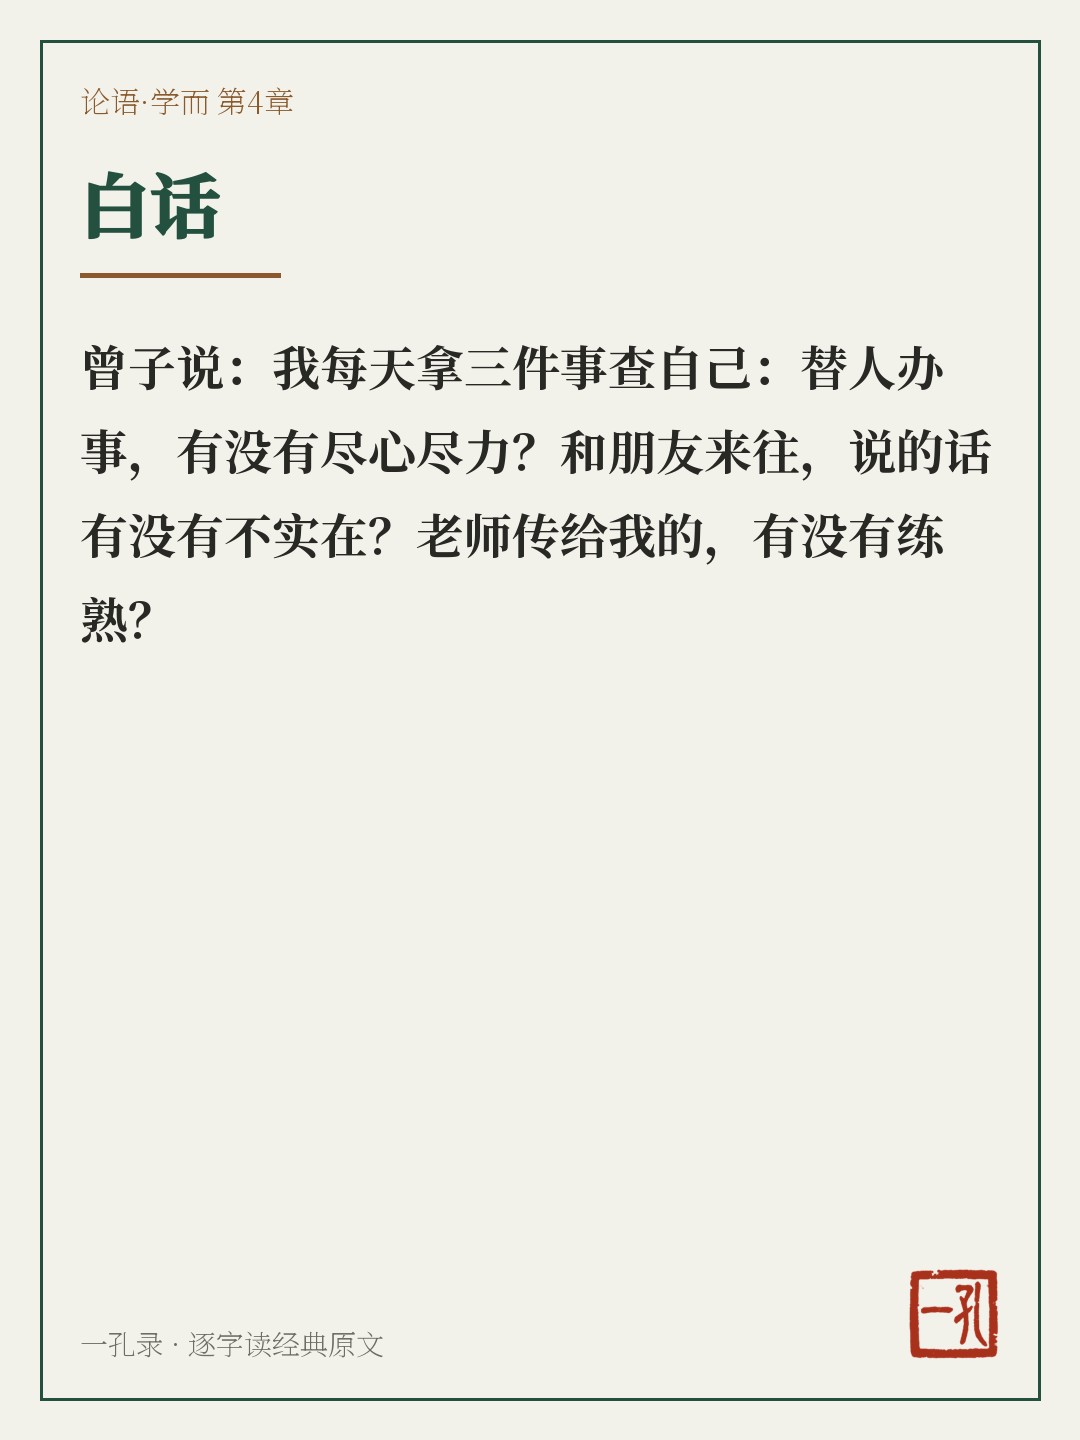 论语·学而 第4章
白话
曾子说：我每天拿三件事查自己：替人办
事，有没有尽心尽力？和朋友来往，说的话
有没有不实在？老师传给我的，有没有练
熟？
一孔录 · 逐字读经典原文
一孔